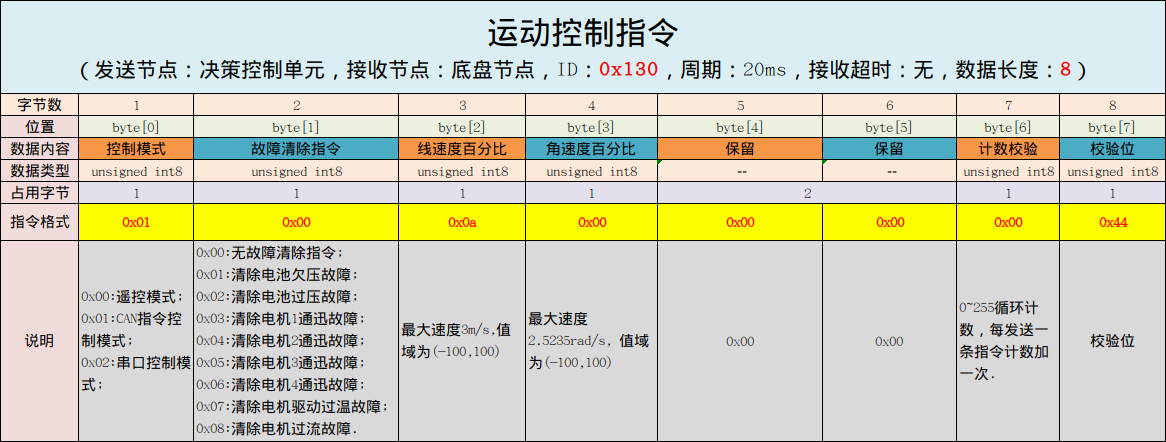 运动控制指令
(发送节点:决策控制单元,接收节点:底盘节点,ID:0x130,周期:20ms,接收超时:无,数据长度:8)
字节数 1 2 3 4 5 6 7 8
位置 byte[0] byte[1] byte[2] byte[3] byte[4] byte[5] byte[6] byte[7]
数据内容 控制模式 故障清除指令 线速度百分比 角速度百分比 保留 保留 计数校验 校验位
数据类型 unsigned int8 unsigned int8 unsigned int8 unsigned int8 -- -- unsigned int8 unsigned int8
占用字节 1 1 1 1 2 1 1
指令格式 0x01 0x00 0x0a 0x00 0x00 0x00 0x00 0x44
说明
0x00:遥控模式;
0x01:CAN指令控
制模式;
0x02:串口控制模
式;
0x00:无故障清除指令;
0x01:清除电池欠压故障;
0x02:清除电池过压故障;
0x03:清除电机1通迅故障;
0x04:清除电机2通迅故障;
0x05:清除电机3通迅故障;
0x06:清除电机4通迅故障;
0x07:清除电机驱动过温故障;
0x08:清除电机过流故障.
最大速度3m/s,值
域为(-100,100)
最大速度
2.5235rad/s, 值域
为(-100,100)
0x00
0x00
0~255循环计
数,每发送一
条指令计数加
一次.
校验位